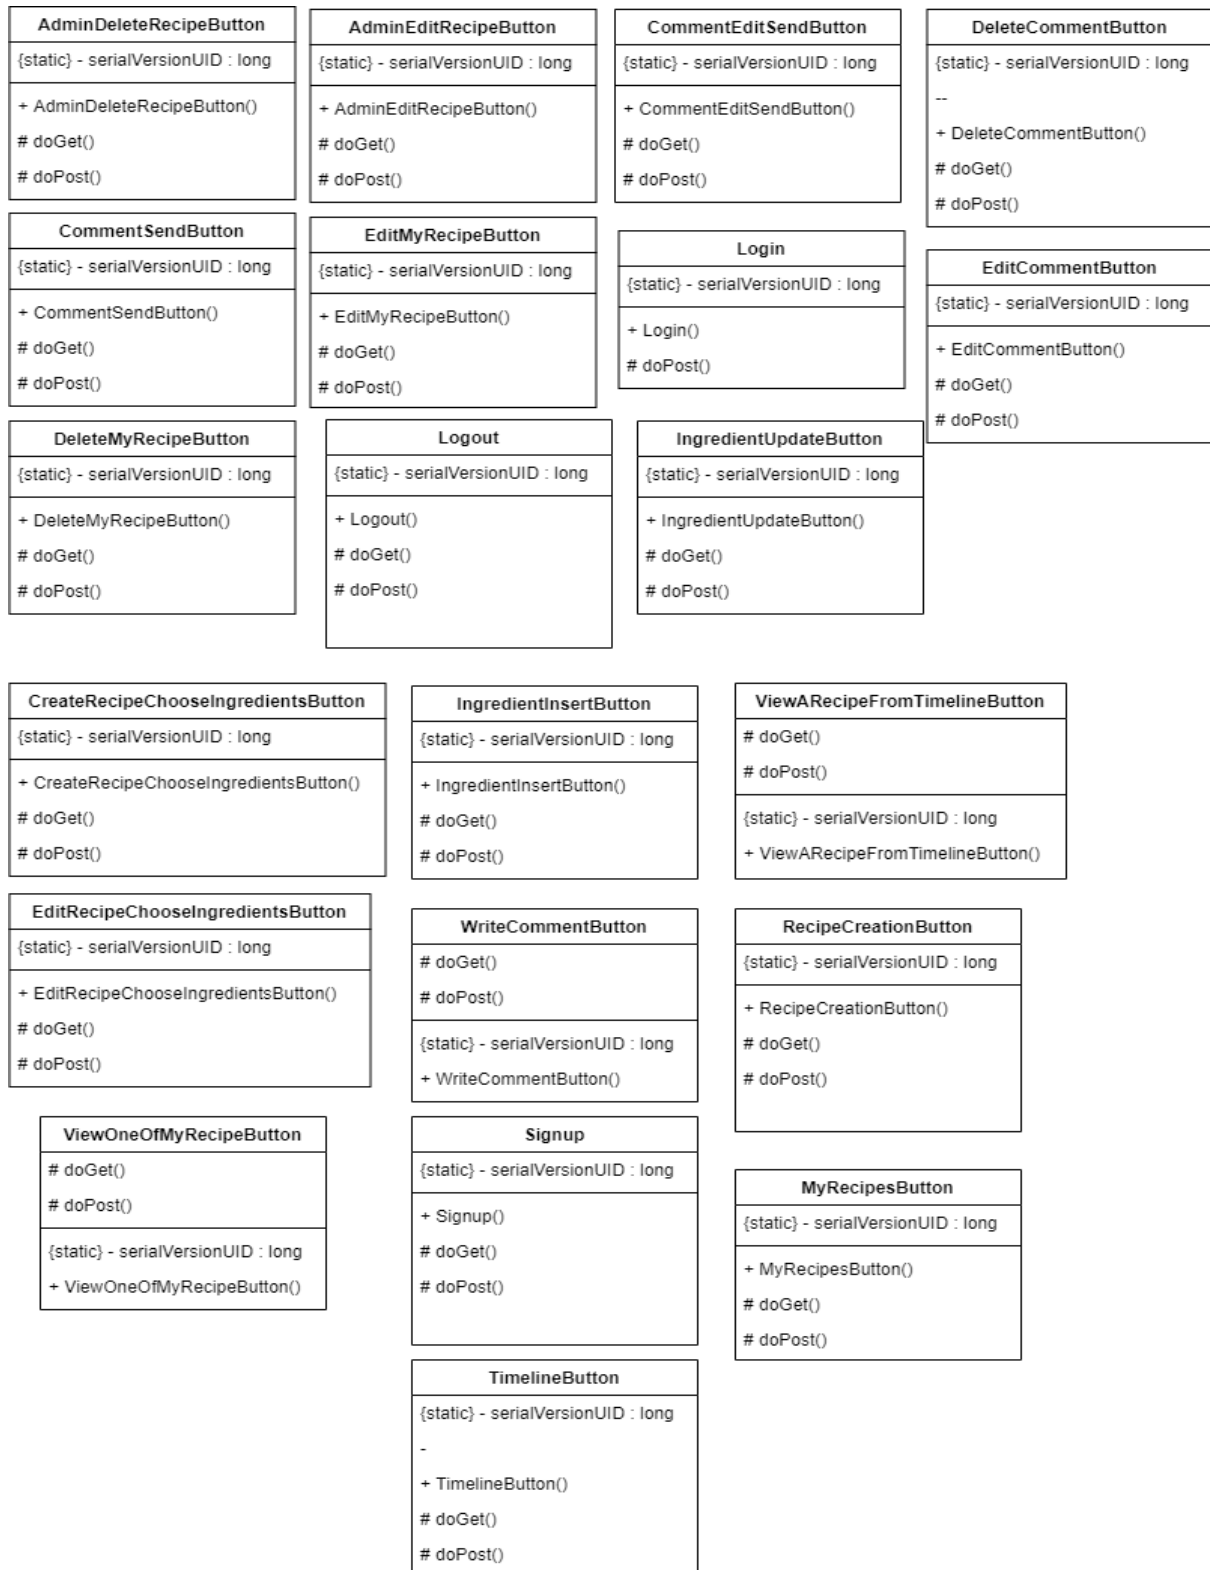 AdminDeleteRecipeButton
{static} - serialVersionUID : long
+ AdminDeleteRecipeButton()
# doGet()
# doPost()
AdminEditRecipeButton
{static} - serialVersionUID : long
+ AdminEditRecipeButton()
# doGet()
# doPost()
CommentEditSendButton
{static} - serialVersionUID : long
+ CommentEditSendButton()
# doGet()
# doPost()
DeleteCommentButton
{static} - serialVersionUID : long
--
+ DeleteCommentButton()
# doGet()
# doPost()
CommentSendButton
{static} - serialVersionUID : long
+ CommentSendButton()
# doGet()
# doPost()
EditMyRecipeButton
{static} - serialVersionUID : long
+ EditMyRecipeButton()
# doGet()
# doPost()
Login
{static} - serialVersionUID : long
+ Login()
# doPost()
EditCommentButton
{static} - serialVersionUID : long
+ EditCommentButton()
# doGet()
# doPost()
DeleteMyRecipeButton
{static} - serialVersionUID : long
+ DeleteMyRecipeButton()
# doGet()
# doPost()
Logout
{static} - serialVersionUID : long
+ Logout()
# doGet()
# doPost()
IngredientUpdateButton
{static} - serialVersionUID : long
+ IngredientUpdateButton()
# doGet()
# doPost()
CreateRecipeChooseIngredientsButton
{static} - serialVersionUID : long
+ CreateRecipeChooseIngredientsButton()
# doGet()
# doPost()
IngredientInsertButton
{static} - serialVersionUID : long
+ IngredientInsertButton()
# doGet()
# doPost()
ViewARecipeFromTimelineButton
# doGet()
# doPost()
{static} - serialVersionUID : long
+ ViewARecipeFromTimelineButton()
EditRecipeChooseIngredientsButton
{static} - serialVersionUID : long
+ EditRecipeChooseIngredientsButton()
# doGet()
# doPost()
WriteCommentButton
# doGet()
# doPost()
{static} - serialVersionUID : long
+ WriteCommentButton()
RecipeCreationButton
{static} - serialVersionUID : long
+ RecipeCreationButton()
# doGet()
# doPost()
ViewOneOfMyRecipeButton
# doGet()
# doPost()
{static} - serialVersionUID : long
+ ViewOneOfMyRecipeButton()
Signup
{static} - serialVersionUID : long
+ Signup()
# doGet()
# doPost()
MyRecipesButton
{static} - serialVersionUID : long
+ MyRecipesButton()
# doGet()
# doPost()
TimelineButton
{static} - serialVersionUID : long
-
+ TimelineButton()
# doGet()
# doPost()